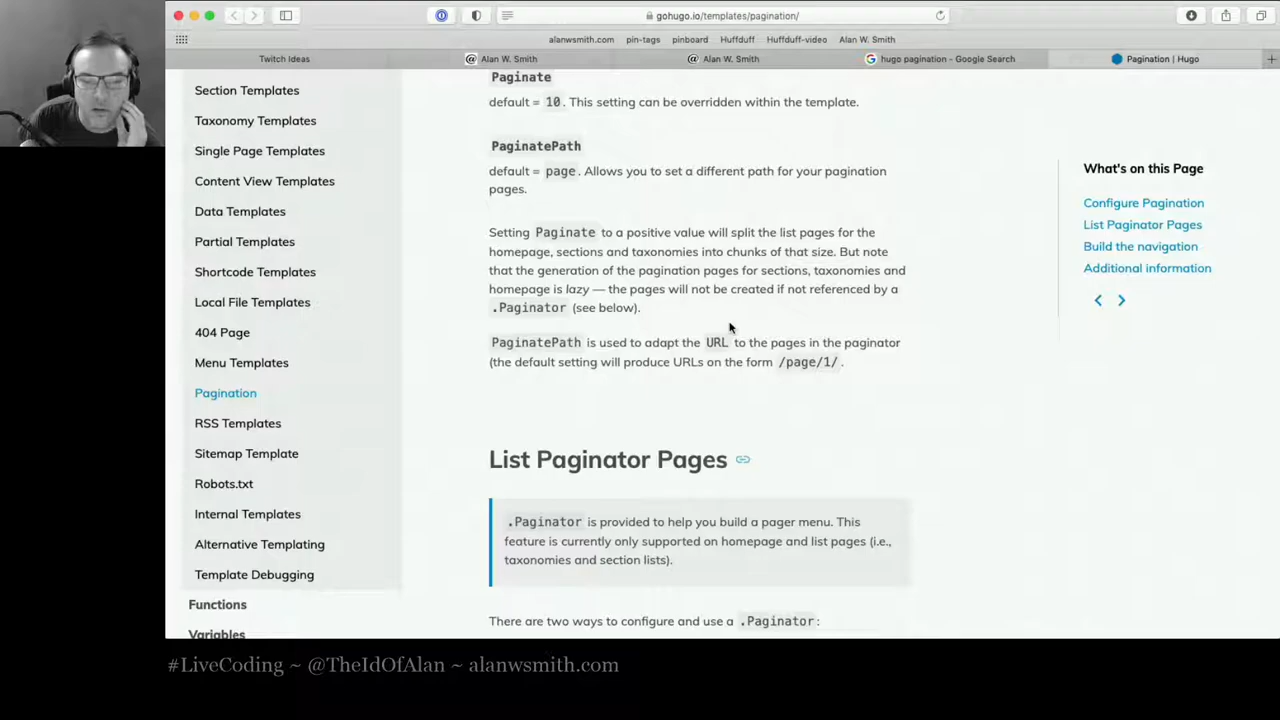 gohugo.io/templates/pagination/
alanwsmith.com pin-tags pinboard Huffduff Huffduff-video Alan W. Smith
Twitch Ideas
Alan W. Smith
Alan W. Smith
hugo pagination - Google Search
Pagination | Hugo
Section Templates
Taxonomy Templates
Single Page Templates
Content View Templates
Data Templates
Partial Templates
Shortcode Templates
Local File Templates
404 Page
Menu Templates
Pagination
RSS Templates
Sitemap Template
Robots.txt
Internal Templates
Alternative Templating
Template Debugging
Functions
Variables
Paginate
default = 10. This setting can be overridden within the template.
PaginatePath
default = page. Allows you to set a different path for your pagination
pages.
Setting Paginate to a positive value will split the list pages for the
homepage, sections and taxonomies into chunks of that size. But note
that the generation of the pagination pages for sections, taxonomies and
homepage is lazy — the pages will not be created if not referenced by a
.Paginator (see below).
PaginatePath is used to adapt the URL to the pages in the paginator
(the default setting will produce URLs on the form /page/1/.
List Paginator Pages
.Paginator is provided to help you build a pager menu. This
feature is currently only supported on homepage and list pages (i.e.,
taxonomies and section lists).
There are two ways to configure and use a .Paginator:
What's on this Page
Configure Pagination
List Paginator Pages
Build the navigation
Additional information
#LiveCoding ~ @TheIdOfAlan ~ alanwsmith.com